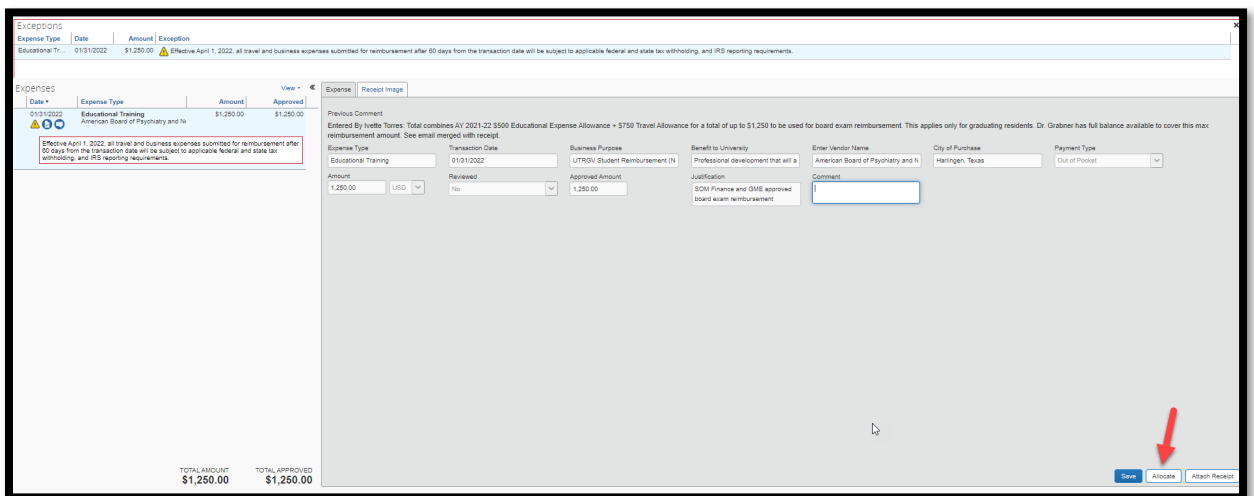 Exceptions
Expense Type Date Amount Exception
Educational Tr... 01/31/2022 $1,250.00 Effective April 1, 2022, all travel and business expenses submitted for reimbursement after 60 days from the transaction date will be subject to applicable federal and state tax withholding, and IRS reporting requirements.
Expenses View
Date Expense Type Amount Approved
01/31/2022 Educational Training $1,250.00 $1,250.00
American Board of Psychiatry and Ne
Effective April 1, 2022, all travel and business expenses submitted for reimbursement after
60 days from the transaction date will be subject to applicable federal and state tax
withholding, and IRS reporting requirements.
TOTAL AMOUNT TOTAL APPROVED
$1,250.00 $1,250.00
Expense Receipt Image
Previous Comment
Entered By Ivette Torres: Total combines AY 2021-22 $500 Educational Expense Allowance + $750 Travel Allowance for a total of up to $1,250 to be used for board exam reimbursement. This applies only for graduating residents. Dr. Grabner has full balance available to cover this max
reimbursement amount. See email merged with receipt.
Expense Type Transaction Date Business Purpose Benefit to University Enter Vendor Name City of Purchase Payment Type
Educational Training 01/31/2022 UTRGV Student Reimbursement (N Professional development that will a American Board of Psychiatry and N Harlingen, Texas Out of Pocket
Amount Reviewed Approved Amount Justification Comment
1,250.00 USD No 1,250.00 SOM Finance and GME approved
board exam reimbursement
Save Allocate Attach Receipt